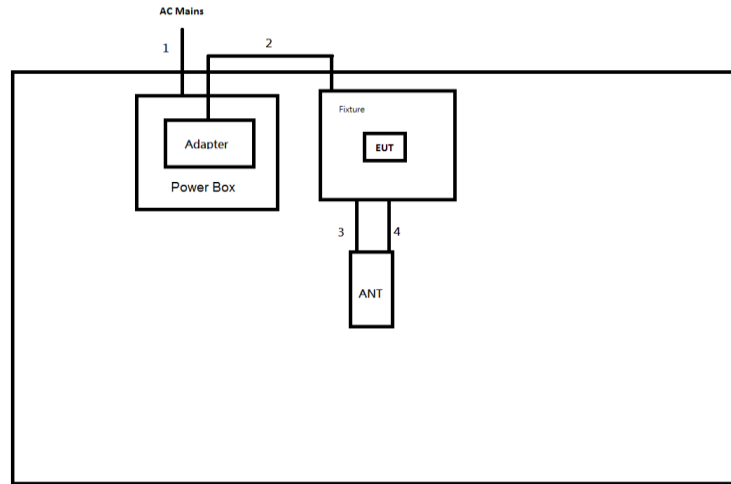 AC Mains
1
2
Fixture
Adapter
EUT
Power Box
3
4
ANT